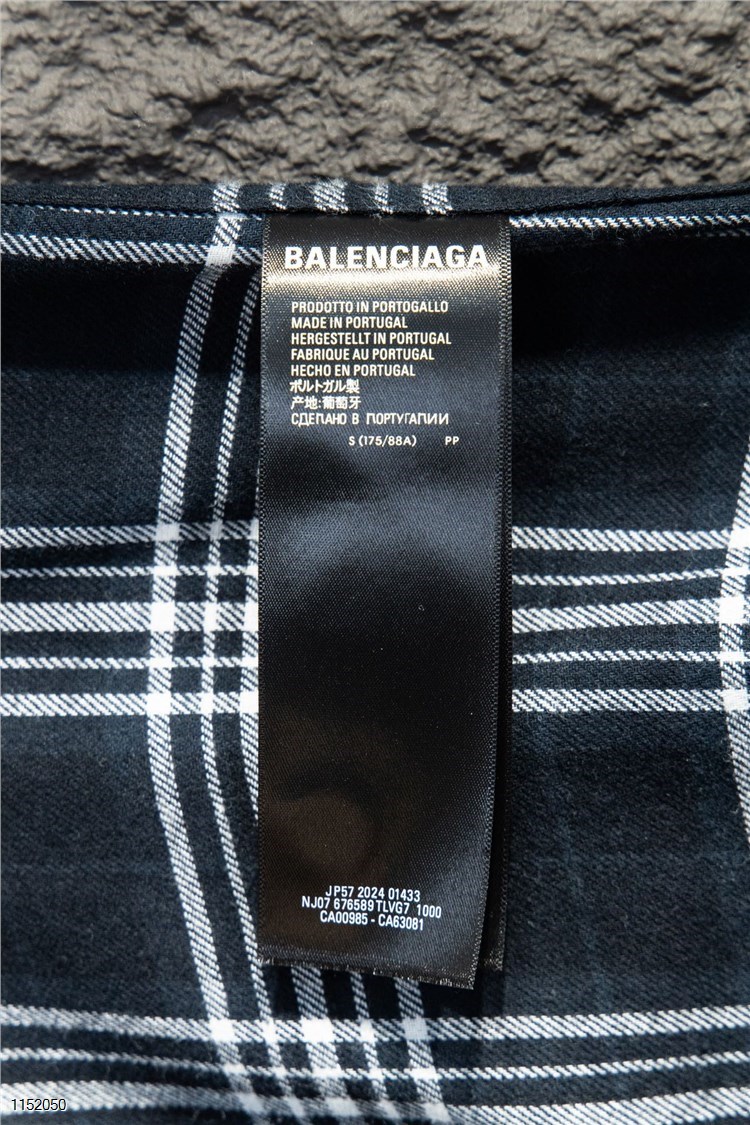 BALENCIAGA
PRODOTTO IN PORTOGALLO
MADE IN PORTUGAL
HERGESTELLT IN PORTUGAL
FABRIQUE AU PORTUGAL
HECHO EN PORTUGAL
ポルトガル製
产地:葡萄牙
СДЕПАНО В ПОРТУГАПИИ
S (175/88A) PP
JP57 2024 01433
NJ07 676589 TLVG7 1000
CA00985 - CA63081
1152050